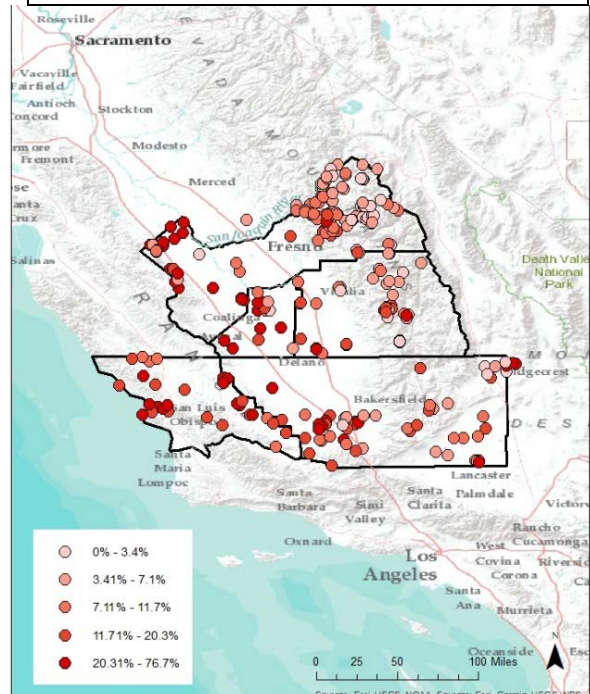 Roseville
Sacramento
Vacaville
Fairfield
Antioch
Concord
Stockton
Fremont
Modesto
Merced
San Joaquin River
Salinas
Fresno
Visalia
Coalinga
Avenal
Delano
Death Valley
National
Park
Bakersfield
San Luis
Obispo
Santa
Maria
Lompoc
Lancaster
Palmdale
Santa
Barbara
Simi
Valley
Santa
Clarita
Victorv
Oxnard
Los
Angeles
West
Covina
Rancho
Cucamonga
Riversid
Corona
Santa
Ana
Murrieta
Oceanside
Esc
N
0% - 3.4%
3.41% - 7.1%
7.11% - 11.7%
11.71% - 20.3%
20.31% - 76.7%
0 25 50 100 Miles